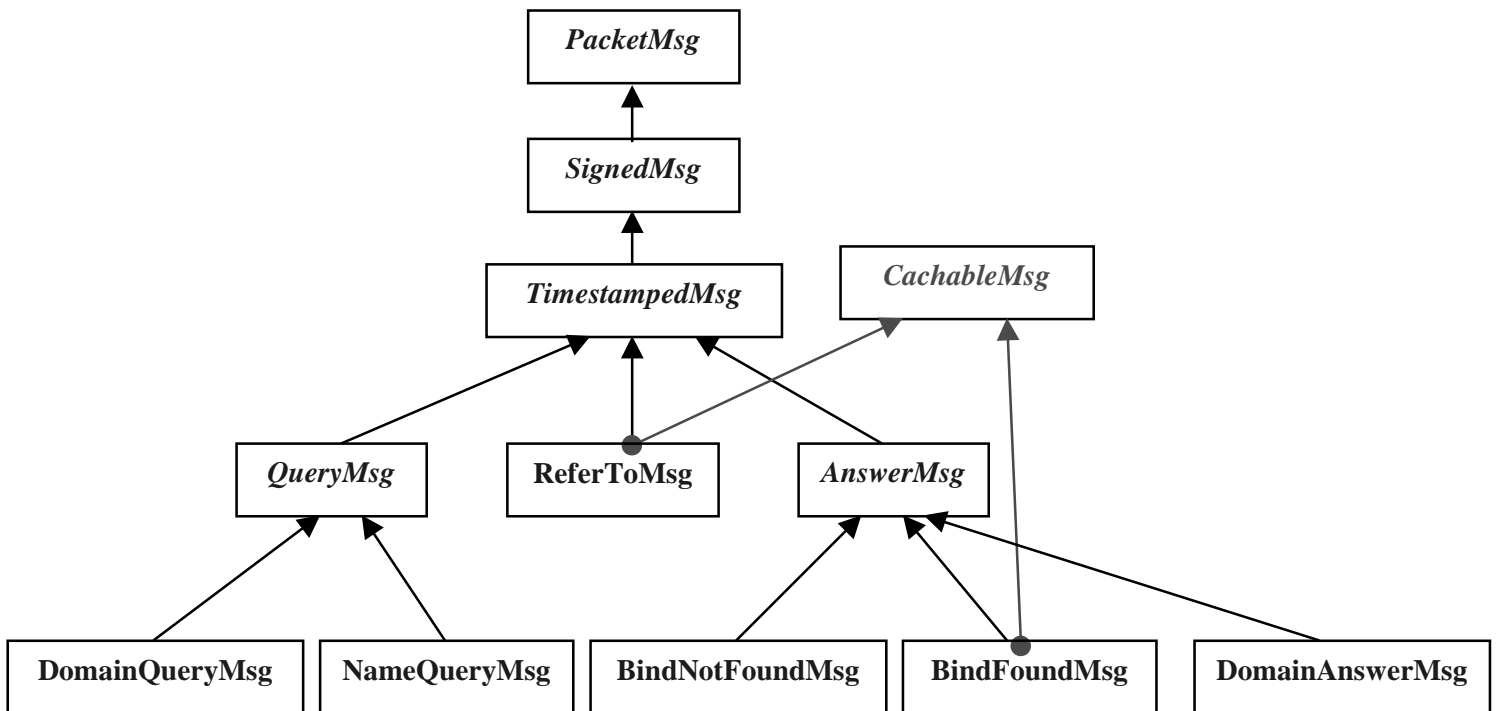 PacketMsg
SignedMsg
CachableMsg
TimestampedMsg
QueryMsg
ReferToMsg
AnswerMsg
DomainQueryMsg
NameQueryMsg
BindNotFoundMsg
BindFoundMsg
DomainAnswerMsg